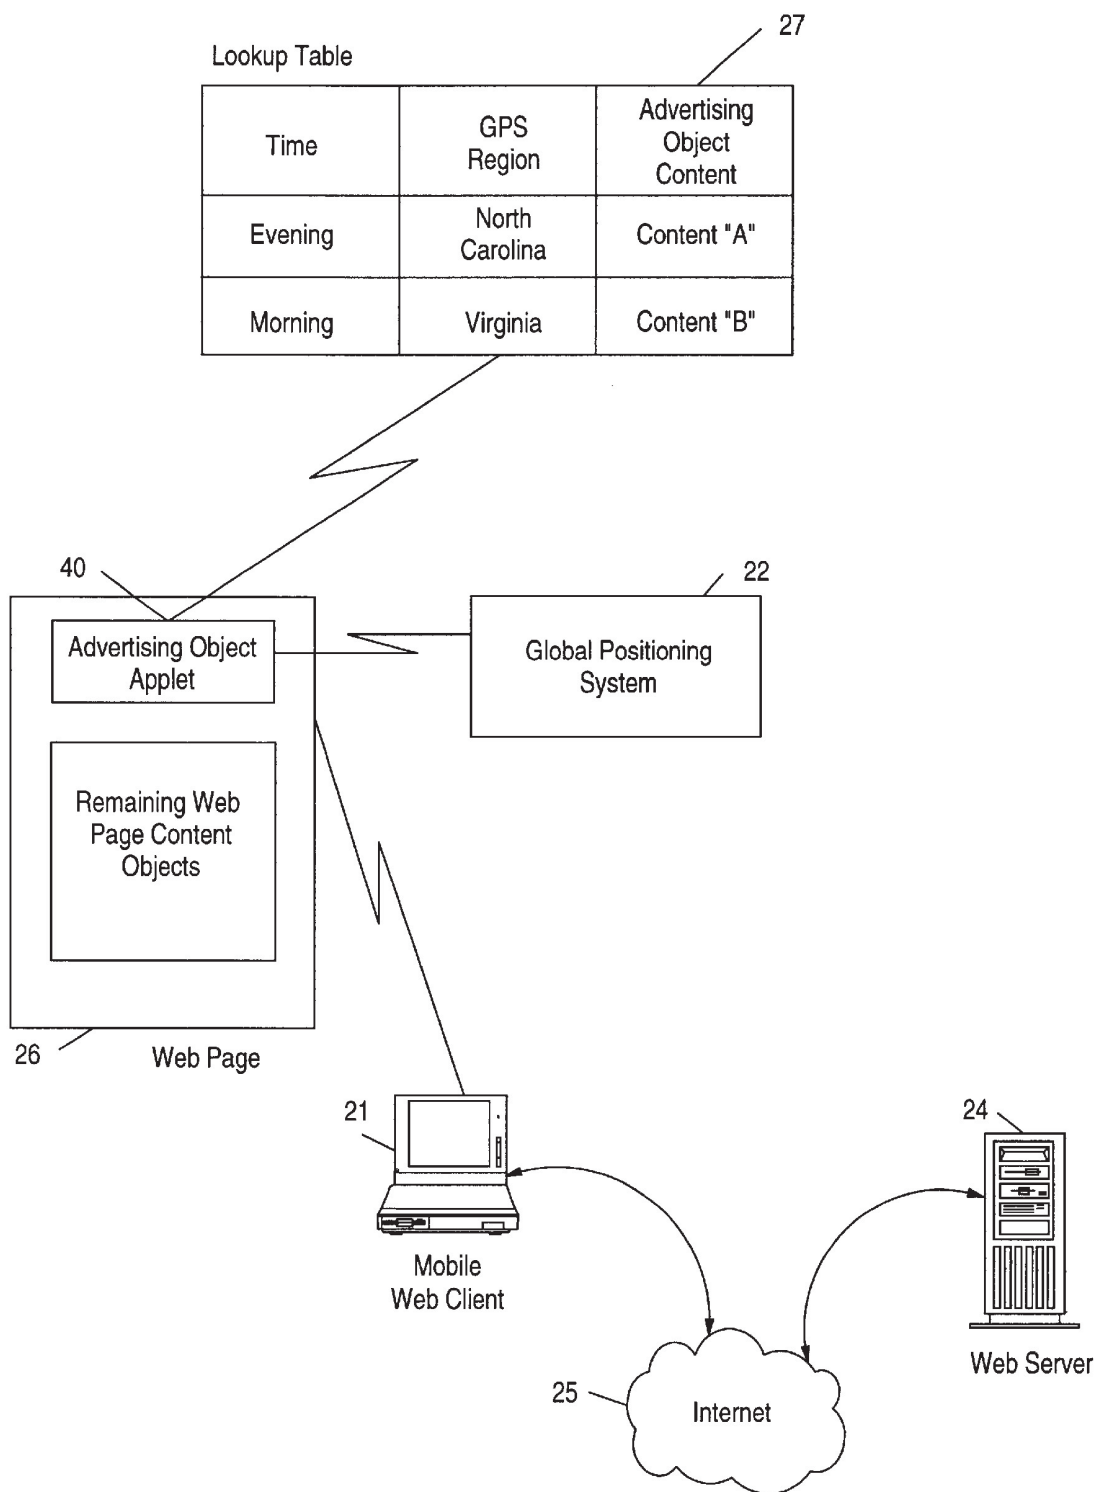 27
Lookup Table
Time
GPS
Region
Advertising
Object
Content
Evening
North
Carolina
Content "A"
Morning
Virginia
Content "B"
40
22
Advertising Object
Applet
Global Positioning
System
Remaining Web
Page Content
Objects
26
Web Page
21
24
Mobile
Web Client
Web Server
25
Internet